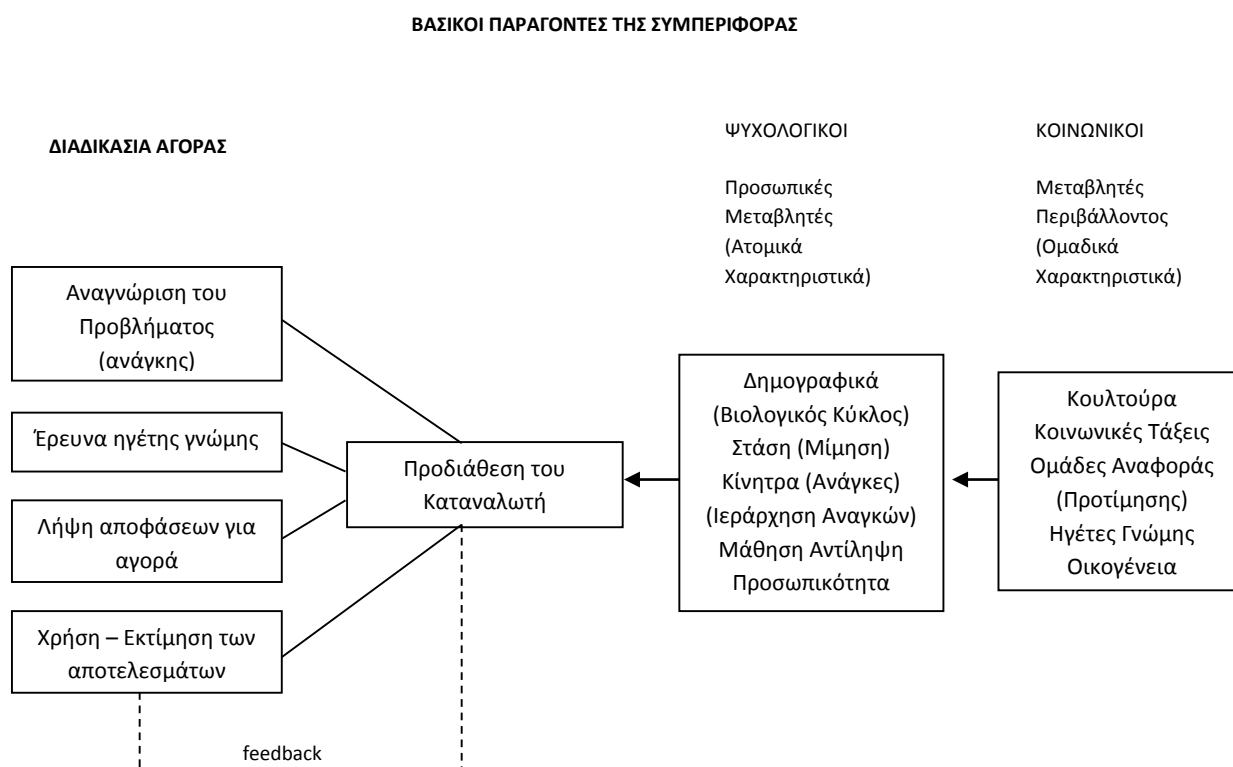 ΒΑΣΙΚΟΙ ΠΑΡΑΓΟΝΤΕΣ ΤΗΣ ΣΥΜΠΕΡΙΦΟΡΑΣ
ΔΙΑΔΙΚΑΣΙΑ ΑΓΟΡΑΣ
ΨΥΧΟΛΟΓΙΚΟΙ
Προσωπικές
Μεταβλητές
(Ατομικά
Χαρακτηριστικά)
ΚΟΙΝΩΝΙΚΟΙ
Μεταβλητές
Περιβάλλοντος
(Ομαδικά
Χαρακτηριστικά)
Αναγνώριση του
Προβλήματος
(ανάγκης)
Έρευνα ηγέτης γνώμης
Λήψη αποφάσεων για
αγορά
Χρήση – Εκτίμηση των
αποτελεσμάτων
Προδιάθεση του
Καταναλωτή
Δημογραφικά
(Βιολογικός Κύκλος)
Στάση (Μίμηση)
Κίνητρα (Ανάγκες)
(Ιεράρχηση Αναγκών)
Μάθηση Αντίληψη
Προσωπικότητα
Κουλτούρα
Κοινωνικές Τάξεις
Ομάδες Αναφοράς
(Προτίμησης)
Ηγέτες Γνώμης
Οικογένεια
feedback